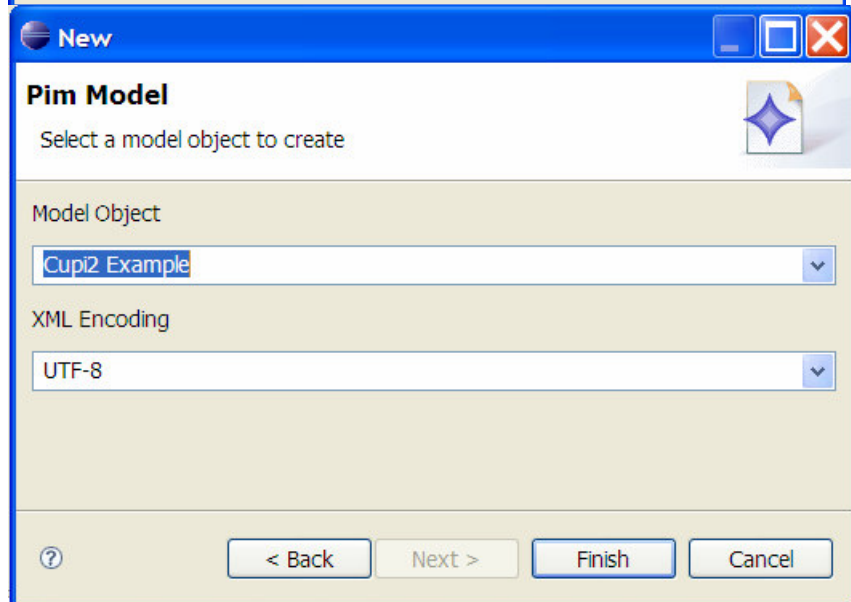 New
Pim Model
Select a model object to create
Model Object
Cupi2 Example
XML Encoding
UTF-8
?
< Back Next > Finish Cancel